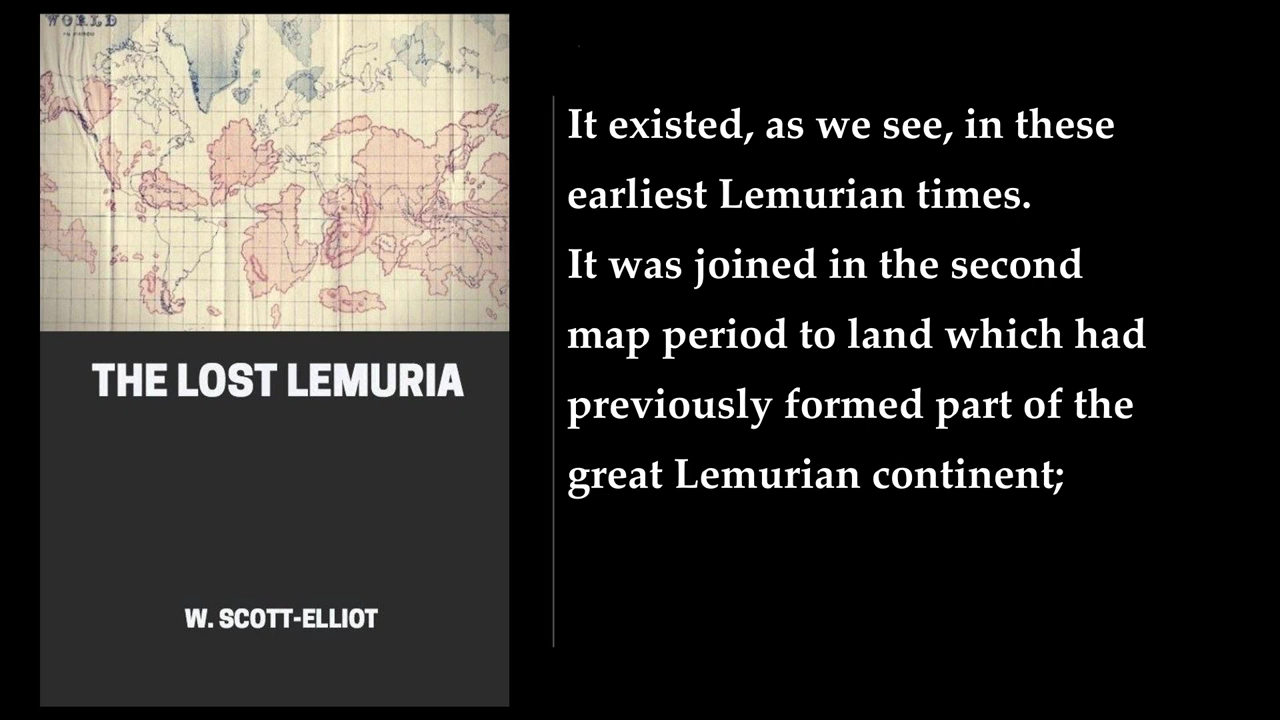 WORLD
THE LOST LEMURIA
W. SCOTT-ELLIOT
It existed, as we see, in these
earliest Lemurian times.
It was joined in the second
map period to land which had
previously formed part of the
great Lemurian continent;